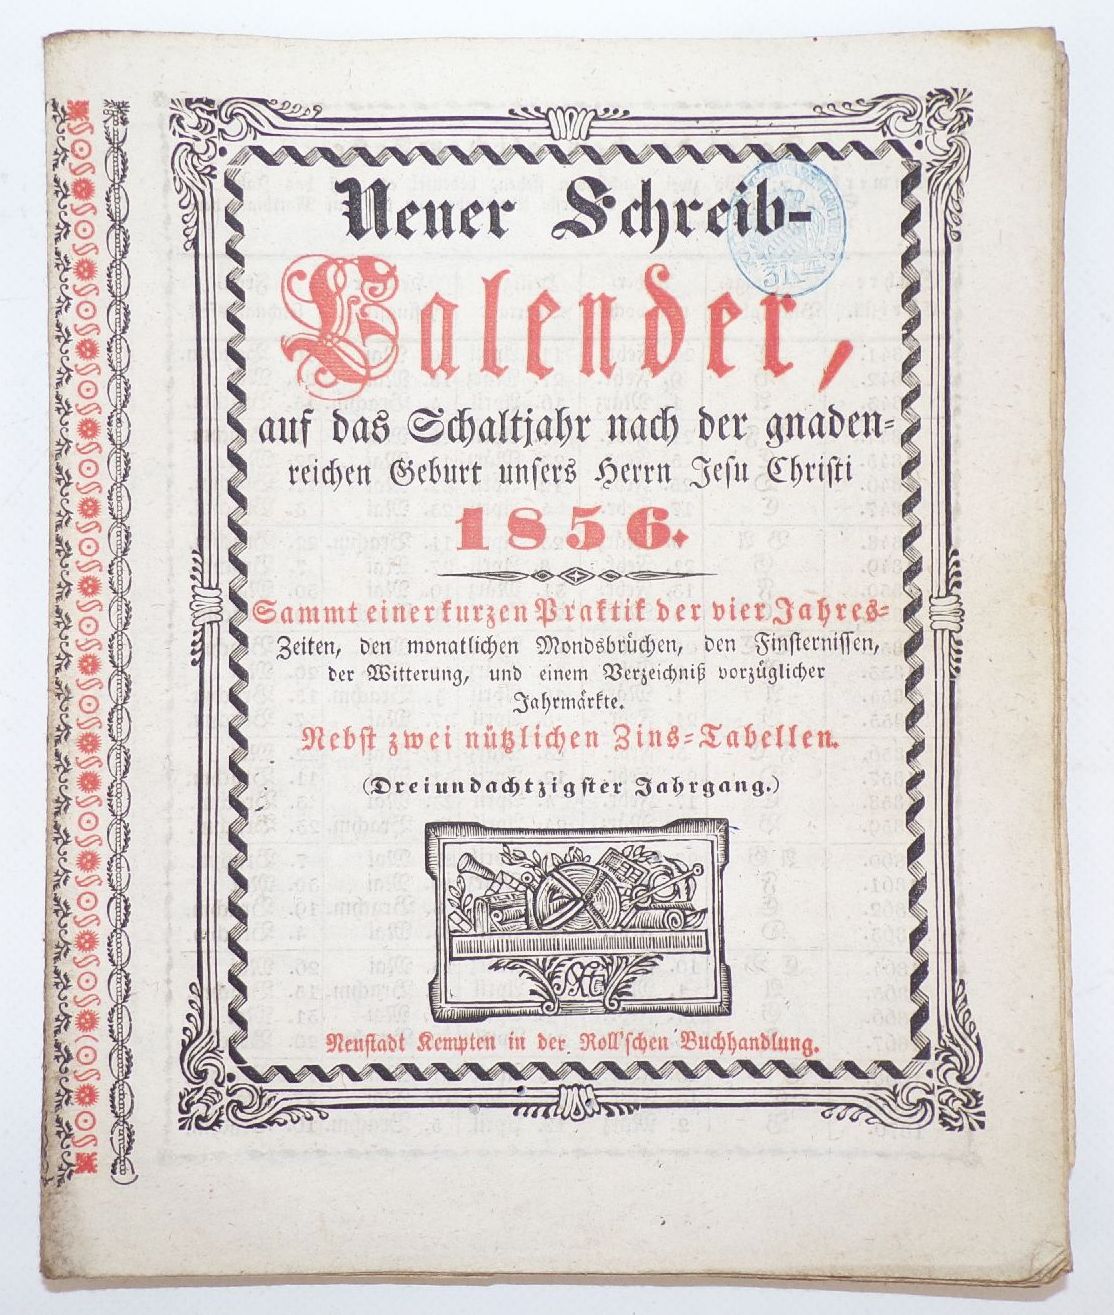 Neuer Schreib-
Calender,
auf das Schaltjahr nach der gnaden=
reichen Geburt unsers Herrn Jesu Christi
1856.
Sammt einer kurzen Praktik der vier Jahres=
Zeiten, den monatlichen Mondsbrüchen, den Finsternissen,
der Witterung, und einem Verzeichniß vorzüglicher
Jahrmärkte.
Nebst zwei nützlichen Zins=Tabellen.
(Dreiundachtzigster Jahrgang.)
Neustadt Kempten in der Roll'schen Buchhandlung.